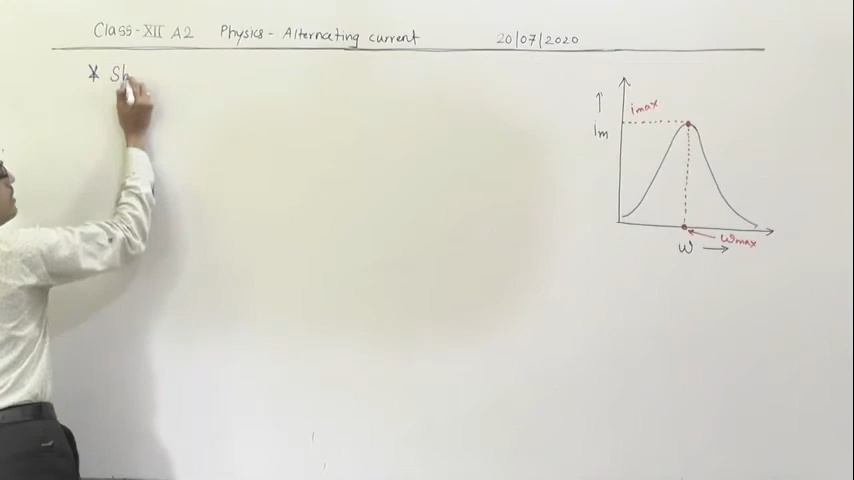 Class-XII A2 Physics - Alternating current 20/07/2020
* Sh
imax
↑
im
ωmax
ω →